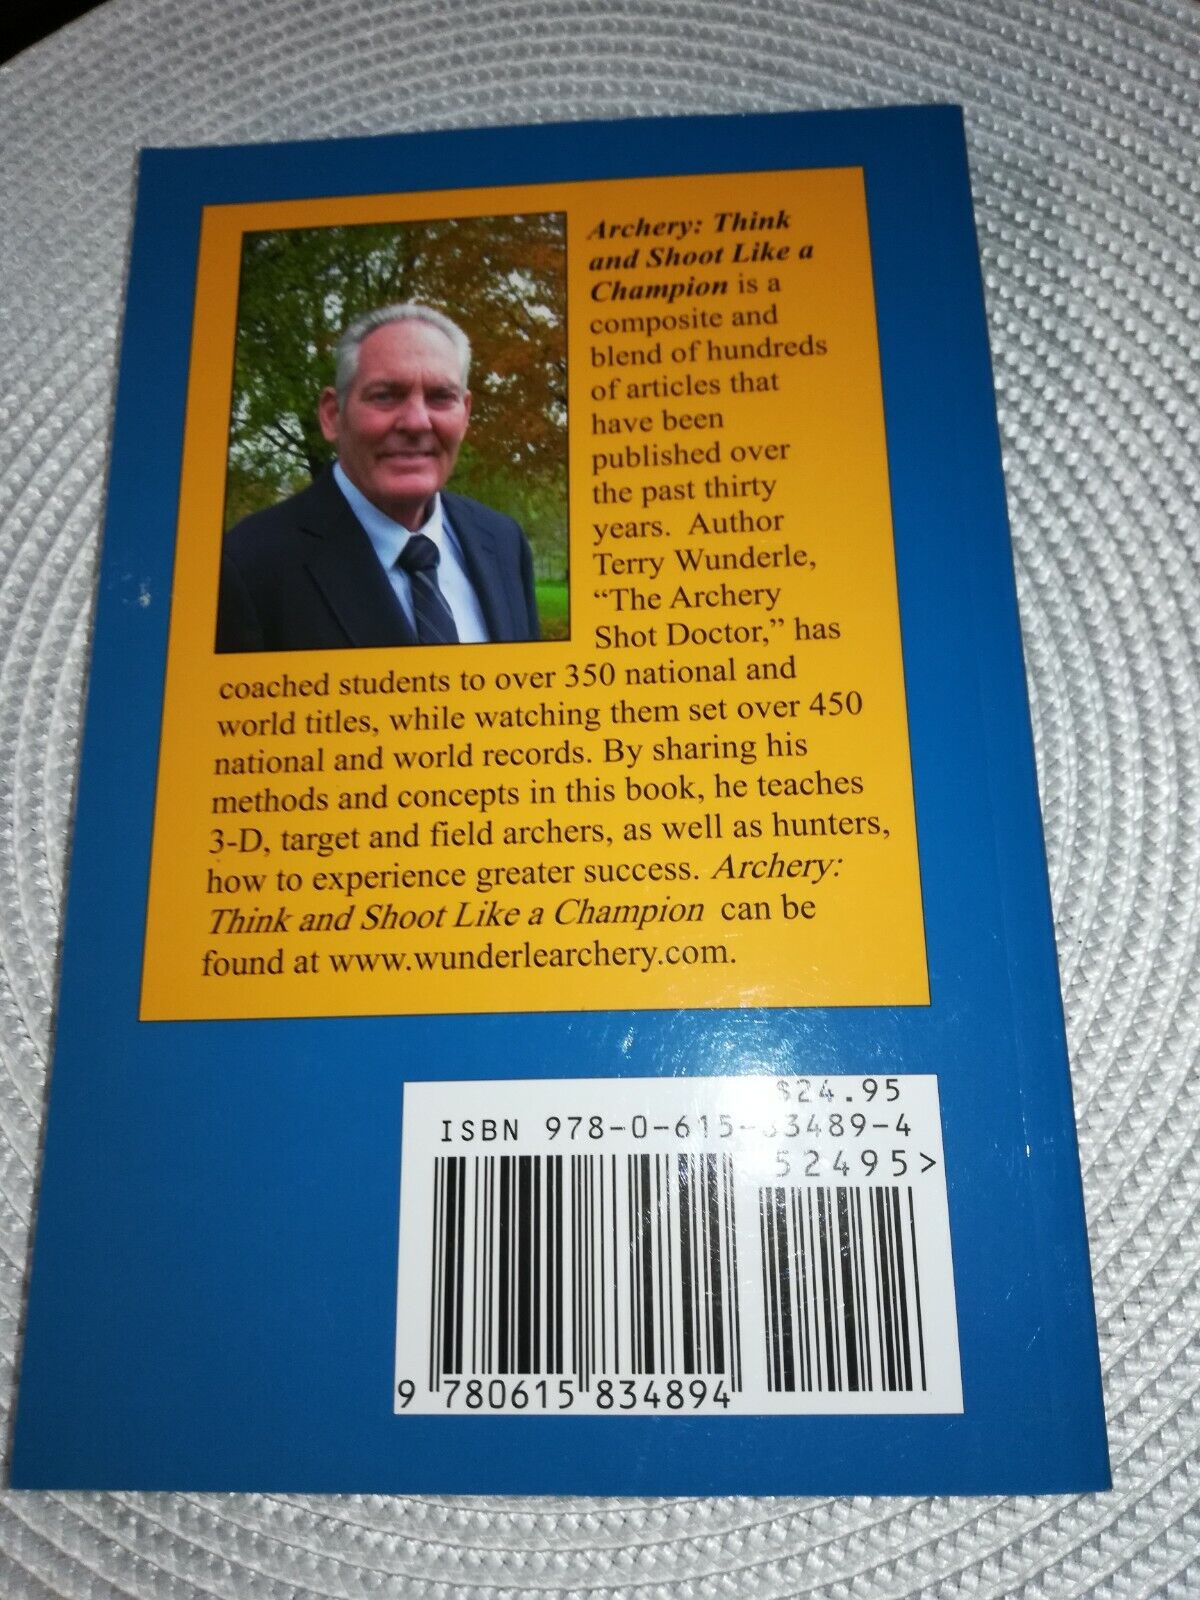 Archery: Think
and Shoot Like a
Champion is a
composite and
blend of hundreds
of articles that
have been
published over
the past thirty
years. Author
Terry Wunderle,
“The Archery
Shot Doctor,” has
coached students to over 350 national and
world titles, while watching them set over 450
national and world records. By sharing his
methods and concepts in this book, he teaches
3-D, target and field archers, as well as hunters,
how to experience greater success. Archery:
Think and Shoot Like a Champion can be
found at www.wunderlearchery.com.
$24.95
ISBN 978-0-615-83489-4
52495>
9 780615 834894